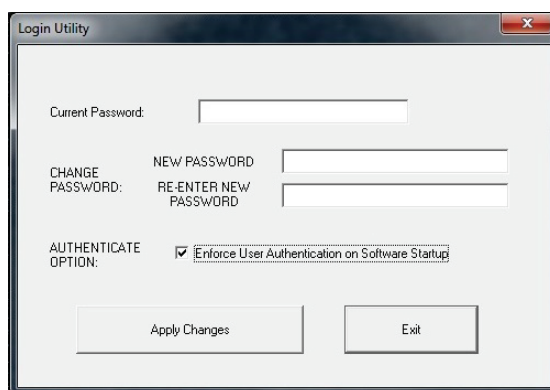 Login Utility
Current Password:
CHANGE
PASSWORD:
NEW PASSWORD
RE-ENTER NEW
PASSWORD
AUTHENTICATE
OPTION:
Enforce User Authentication on Software Startup
Apply Changes
Exit